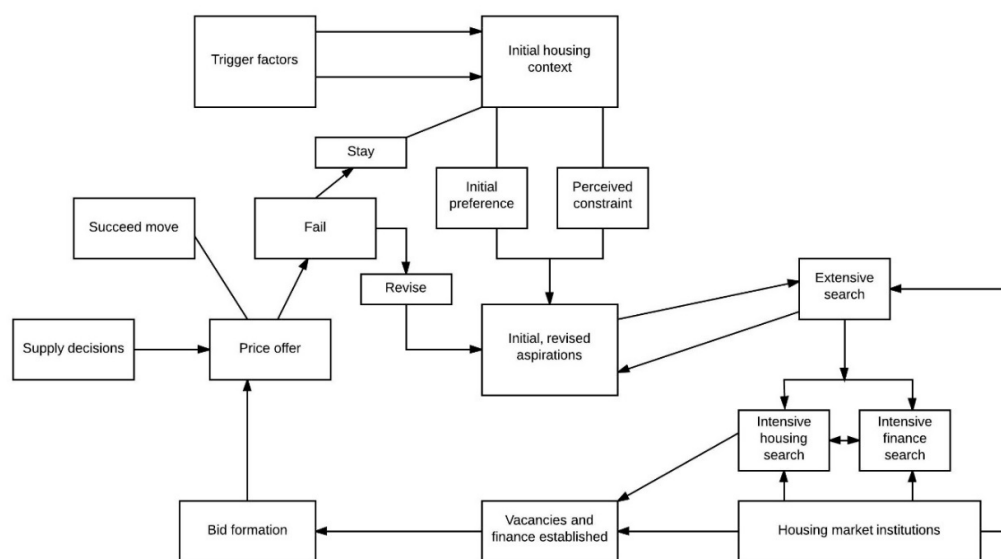 Trigger factors
Initial housing
context
Stay
Initial
preference
Perceived
constraint
Succeed move
Fail
Revise
Extensive
search
Supply decisions
Price offer
Initial, revised
aspirations
Intensive
housing
search
Intensive
finance
search
Bid formation
Vacancies and
finance established
Housing market institutions